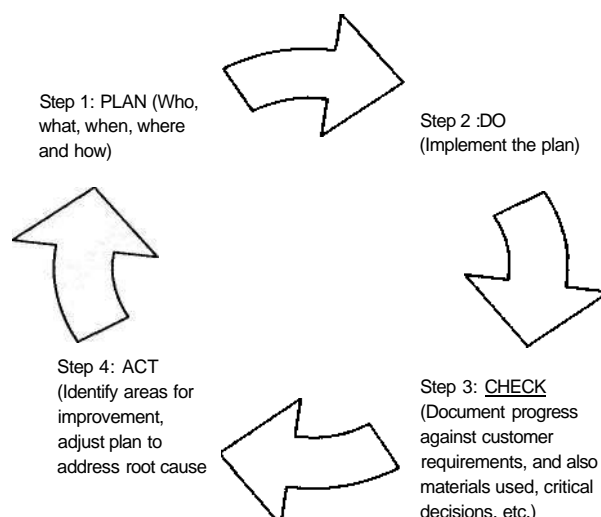 Step 1: PLAN (Who,
what, when, where
and how)
Step 2 :DO
(Implement the plan)
Step 3: CHECK
(Document progress
against customer
requirements, and also
materials used, critical
decisions, etc.)
Step 4: ACT
(Identify areas for
improvement,
adjust plan to
address root cause